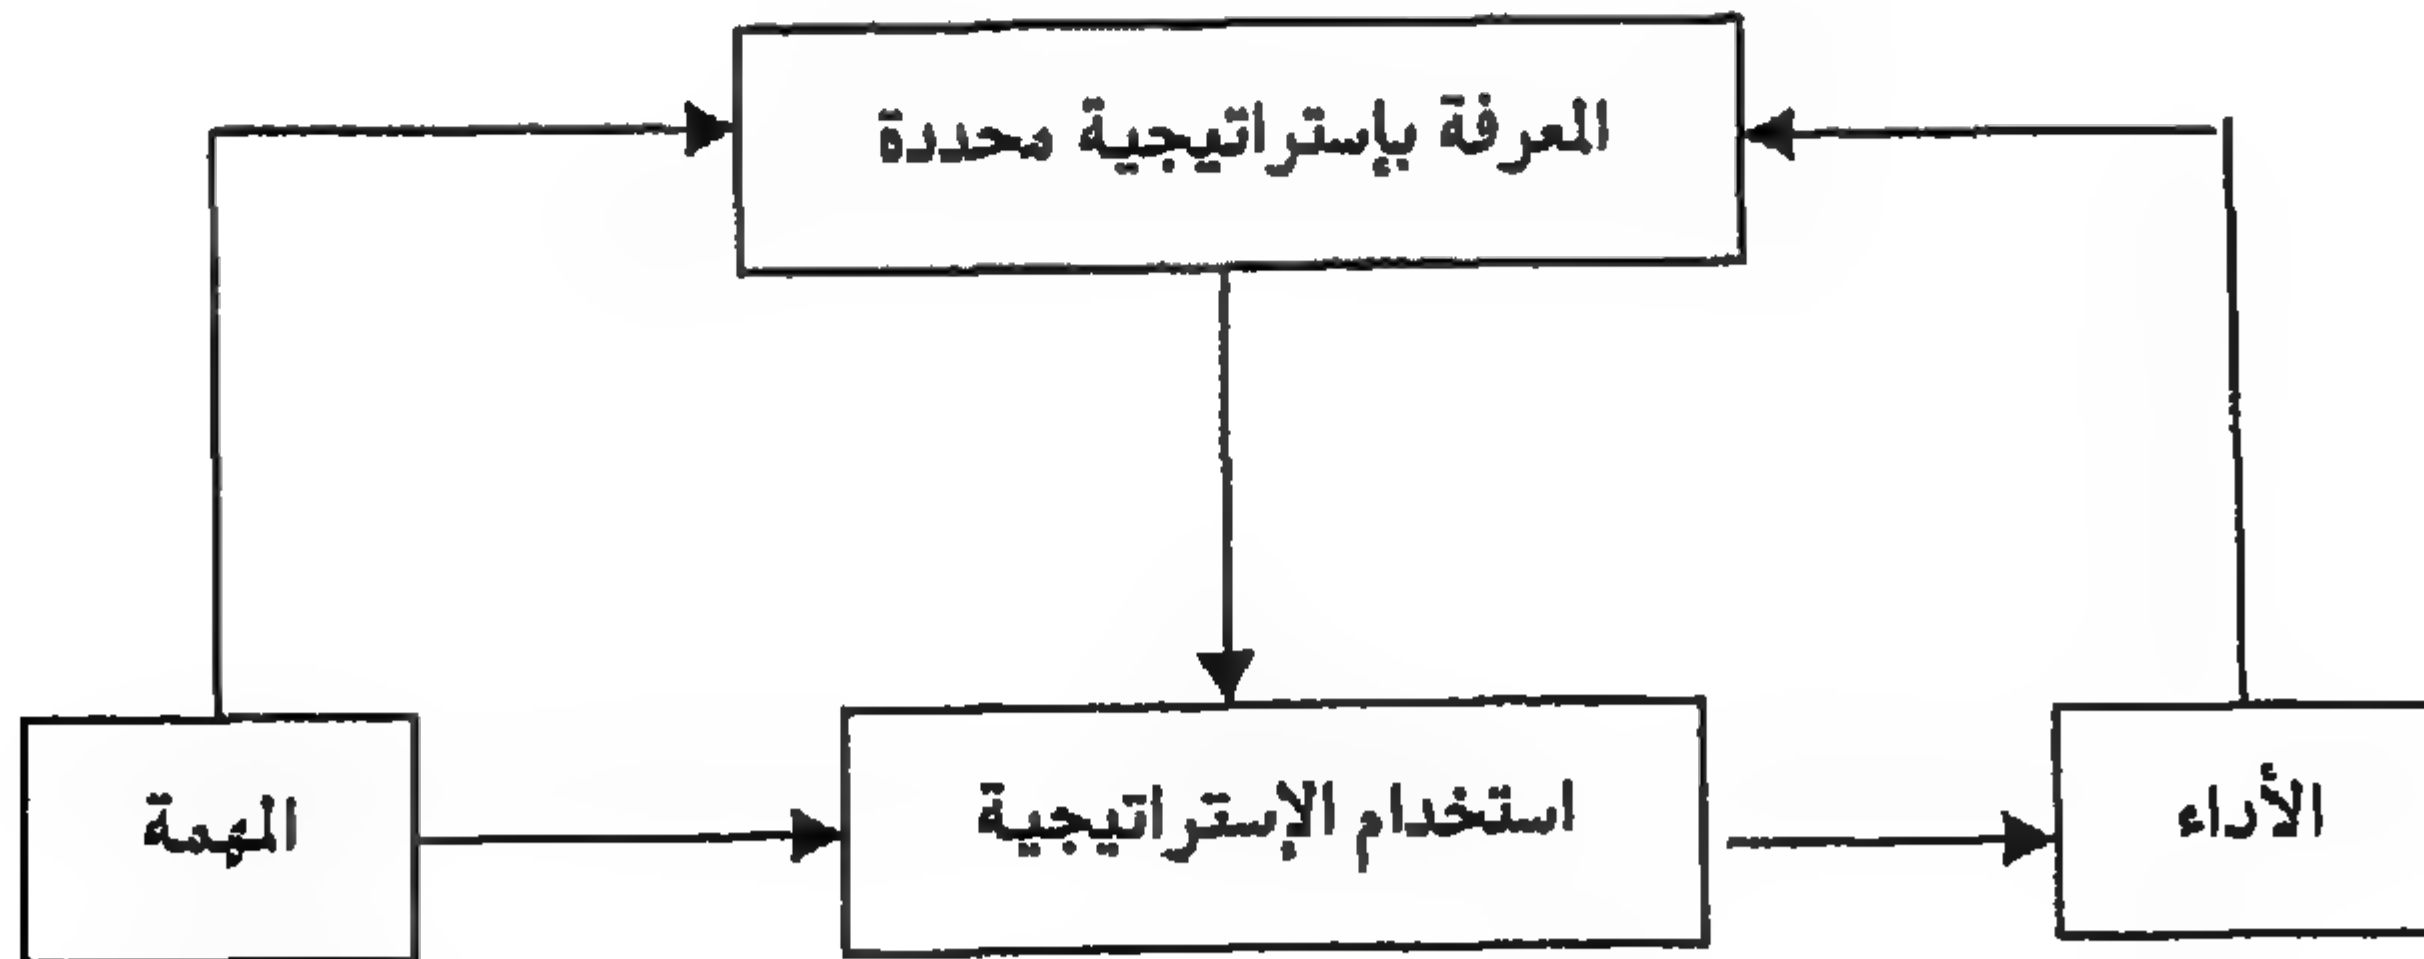 المعرفة بإستراتيجية محددة
المهمة
استخدام الإستراتيجية
الأداء